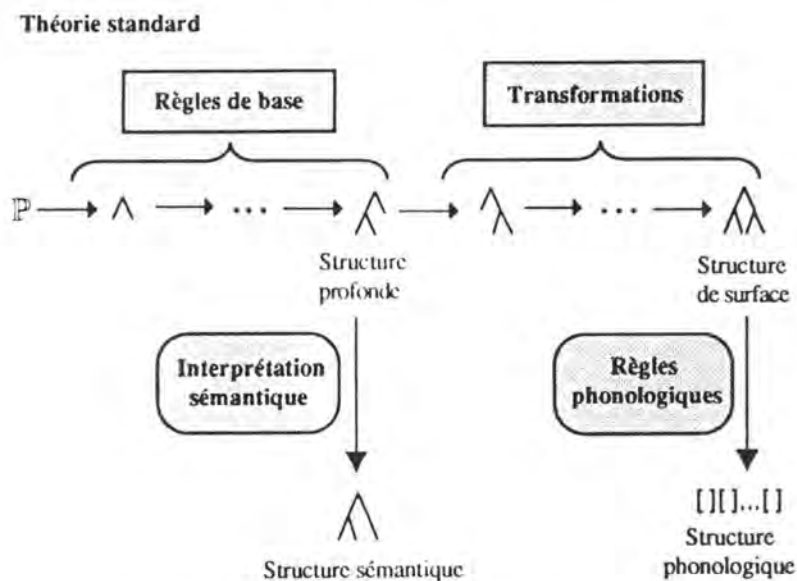 Théorie standard
Règles de base
Transformations
ℙ ... ...
Structure
profonde
Structure
de surface
Interprétation
sémantique
Règles
phonologiques
[ ][ ]...[ ]
Structure sémantique
Structure
phonologique